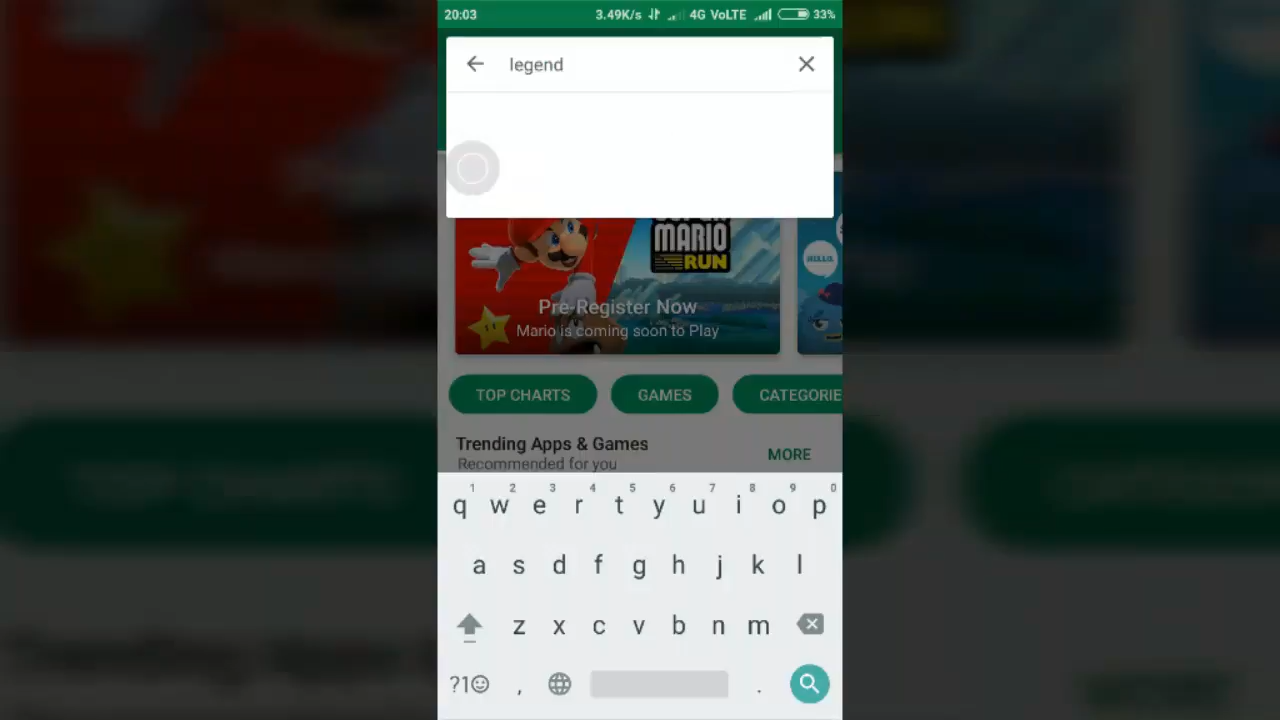 20:03 3.49K/s 4G VoLTE 33%
legend
SUPER
MARIO
RUN
Pre-Register Now
Mario is coming soon to Play
TOP CHARTS GAMES CATEGORIE
Trending Apps & Games
Recommended for you
MORE
1 2 3 4 5 6 7 8 9 0
q w e r t y u i o p
a s d f g h j k l
z x c v b n m
?1☺ , .